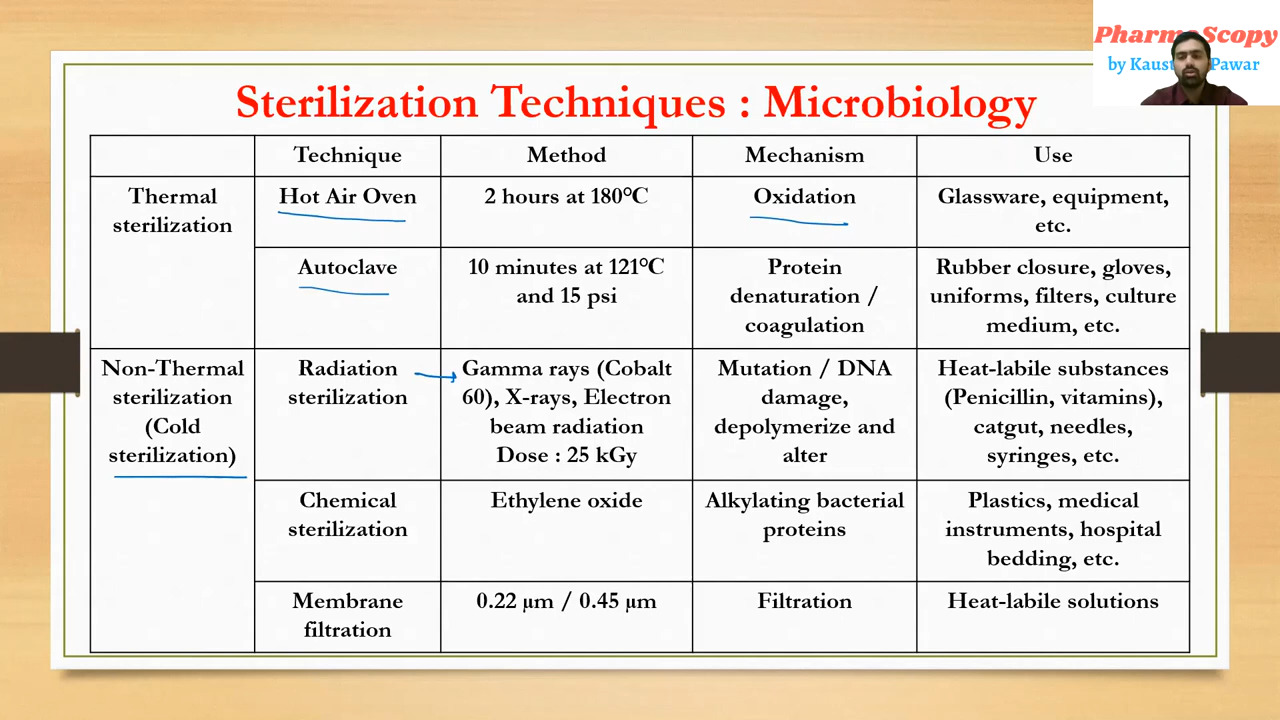 PharmaScopy
by Kaust Pawar
Sterilization Techniques : Microbiology
Technique
Method
Mechanism
Use
Thermal
sterilization
Hot Air Oven
2 hours at 180°C
Oxidation
Glassware, equipment,
etc.
Autoclave
10 minutes at 121°C
and 15 psi
Protein
denaturation /
coagulation
Rubber closure, gloves,
uniforms, filters, culture
medium, etc.
Non-Thermal
sterilization
(Cold
sterilization)
Radiation
sterilization
Gamma rays (Cobalt
60), X-rays, Electron
beam radiation
Dose : 25 kGy
Mutation / DNA
damage,
depolymerize and
alter
Heat-labile substances
(Penicillin, vitamins),
catgut, needles,
syringes, etc.
Chemical
sterilization
Ethylene oxide
Alkylating bacterial
proteins
Plastics, medical
instruments, hospital
bedding, etc.
Membrane
filtration
0.22 µm / 0.45 µm
Filtration
Heat-labile solutions